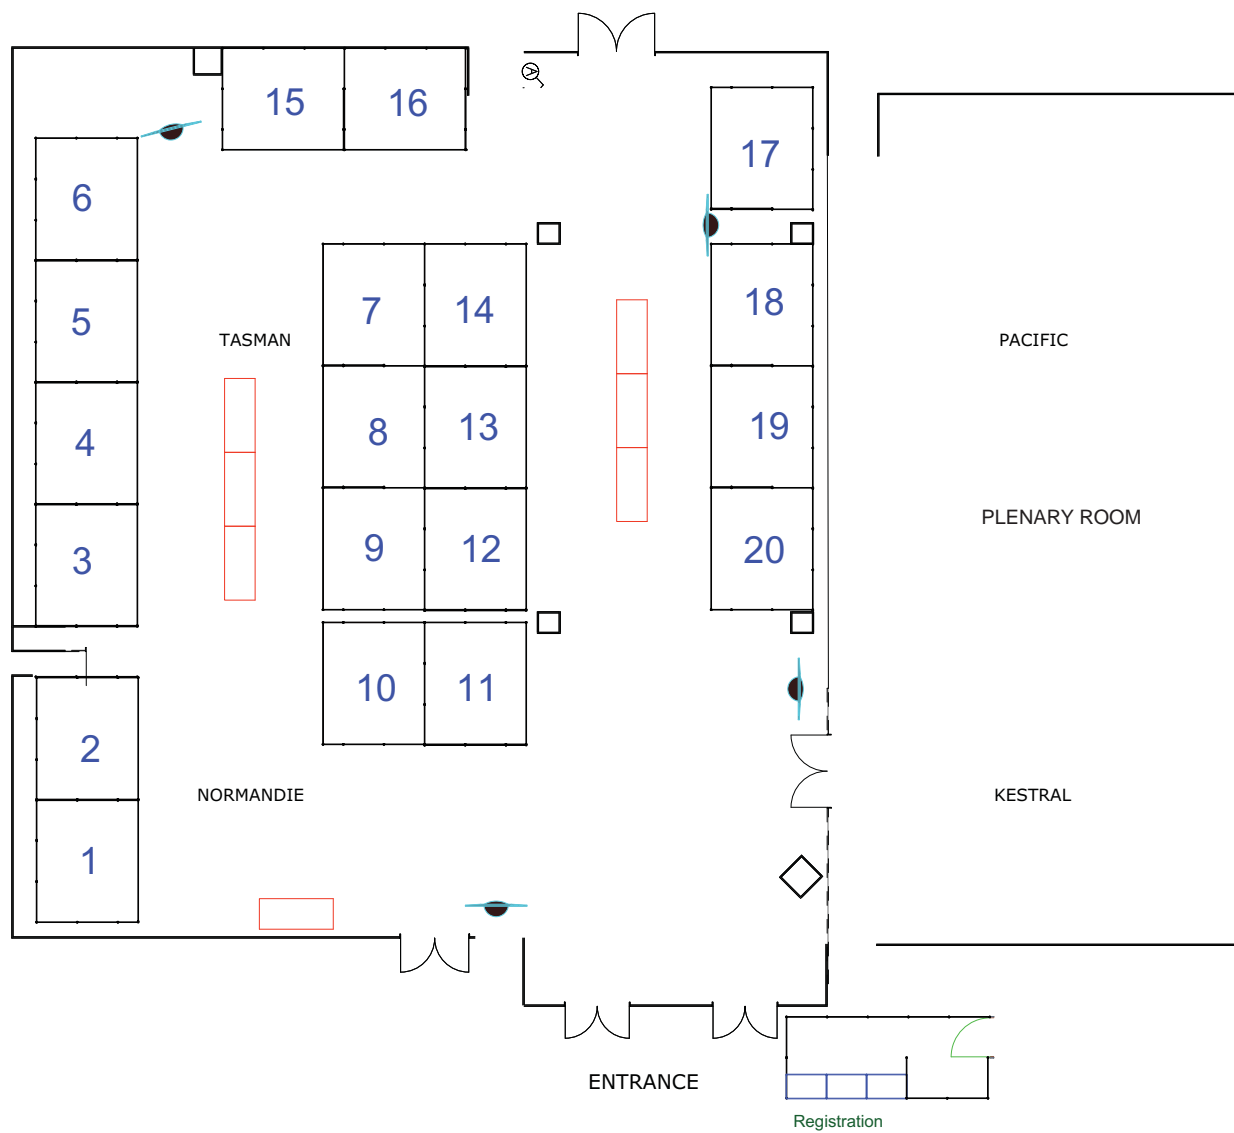 A
15
16
17
6
7
14
18
5
TASMAN
PACIFIC
4
8
13
19
3
9
12
20
PLENARY ROOM
2
10
11
NORMANDIE
KESTRAL
1
ENTRANCE
Registration